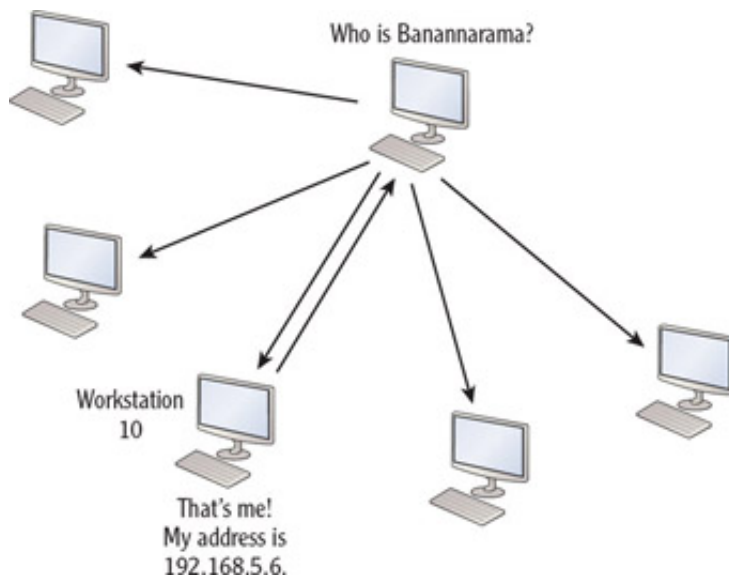 Who is Banannarama?
Workstation
10
That's me!
My address is
192.168.5.6.